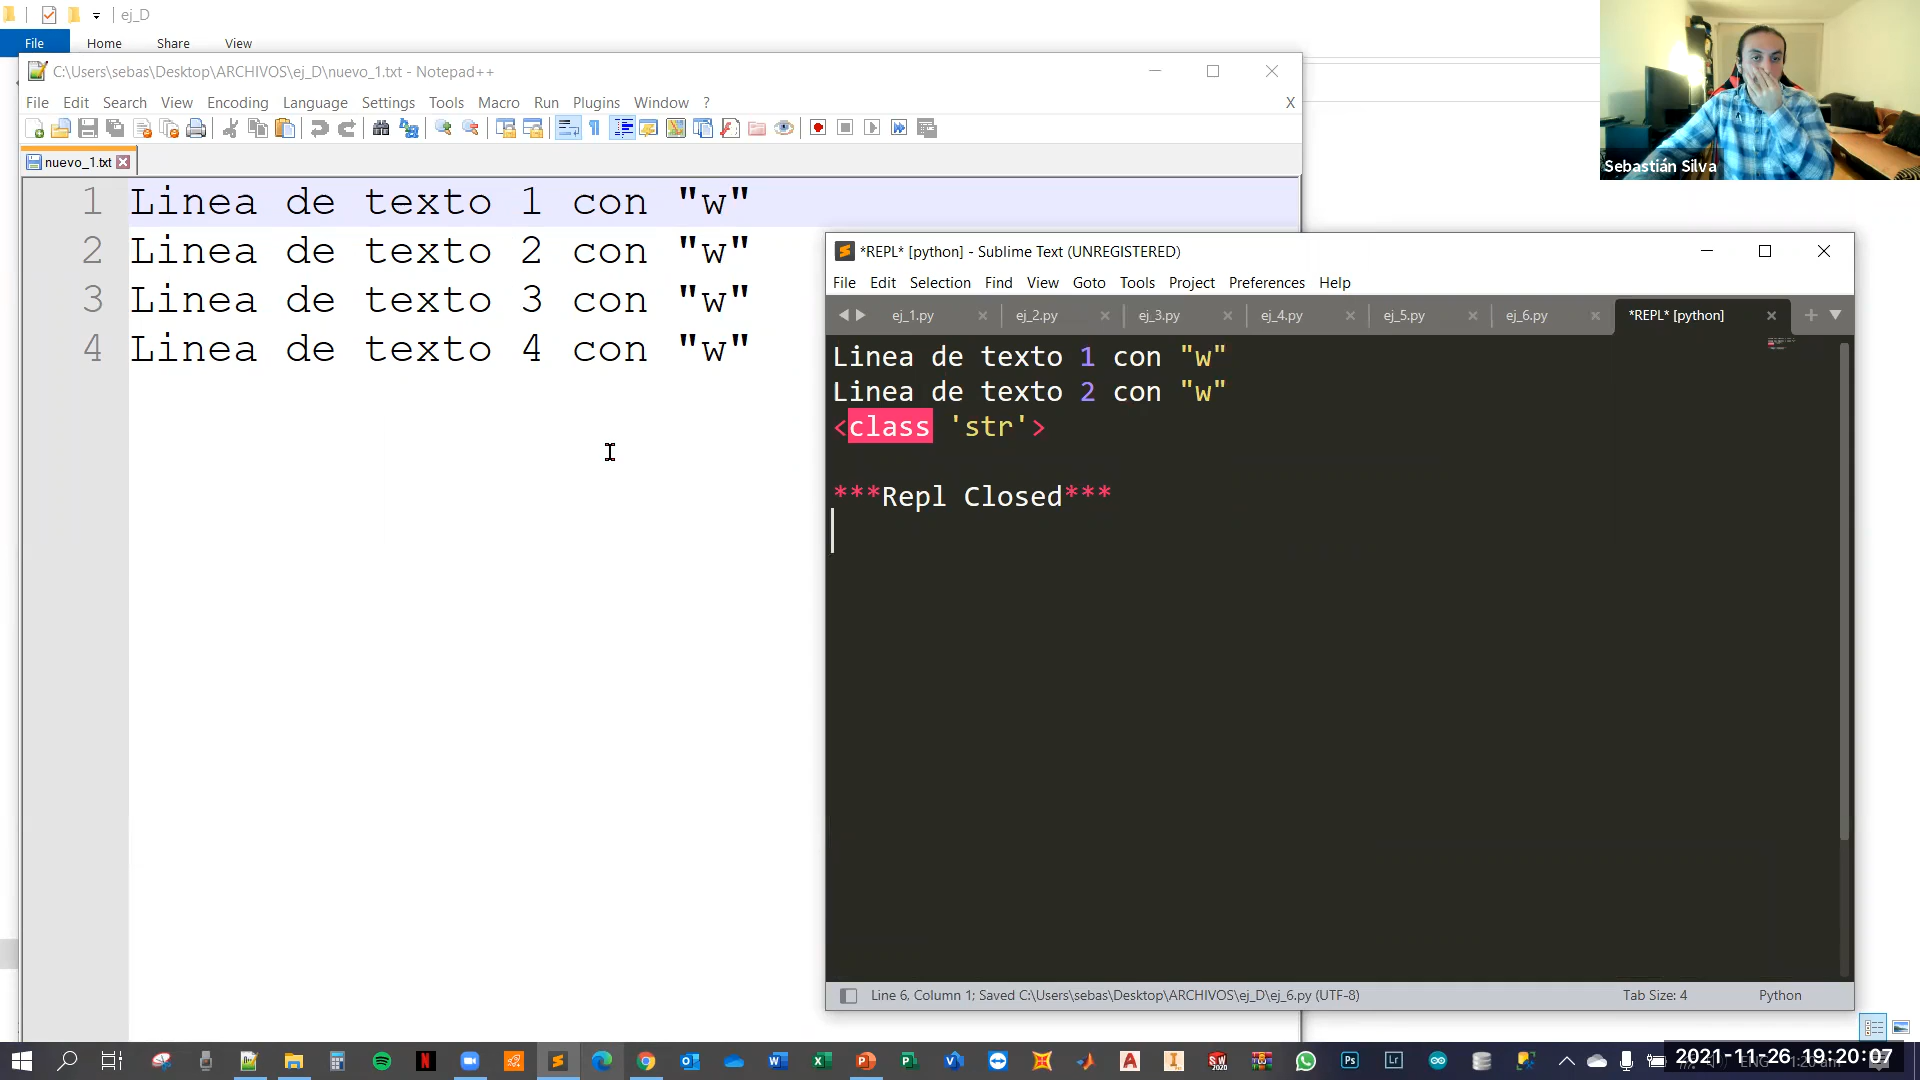 ej_D
File Home Share View
C:\Users\sebas\Desktop\ARCHIVOS\ej_D\nuevo_1.txt - Notepad++
File Edit Search View Encoding Language Settings Tools Macro Run Plugins Window ? X
nuevo_1.txt
1 Linea de texto 1 con "w"
2 Linea de texto 2 con "w"
3 Linea de texto 3 con "w"
4 Linea de texto 4 con "w"
Sebastián Silva
*REPL* [python] - Sublime Text (UNREGISTERED)
File Edit Selection Find View Goto Tools Project Preferences Help
ej_1.py ej_2.py ej_3.py ej_4.py ej_5.py ej_6.py *REPL* [python]
Linea de texto 1 con "w"
Linea de texto 2 con "w"
<class 'str'>
***Repl Closed***
Line 6, Column 1; Saved C:\Users\sebas\Desktop\ARCHIVOS\ej_D\ej_6.py (UTF-8) Tab Size: 4 Python
2021-11-26 19:20:07